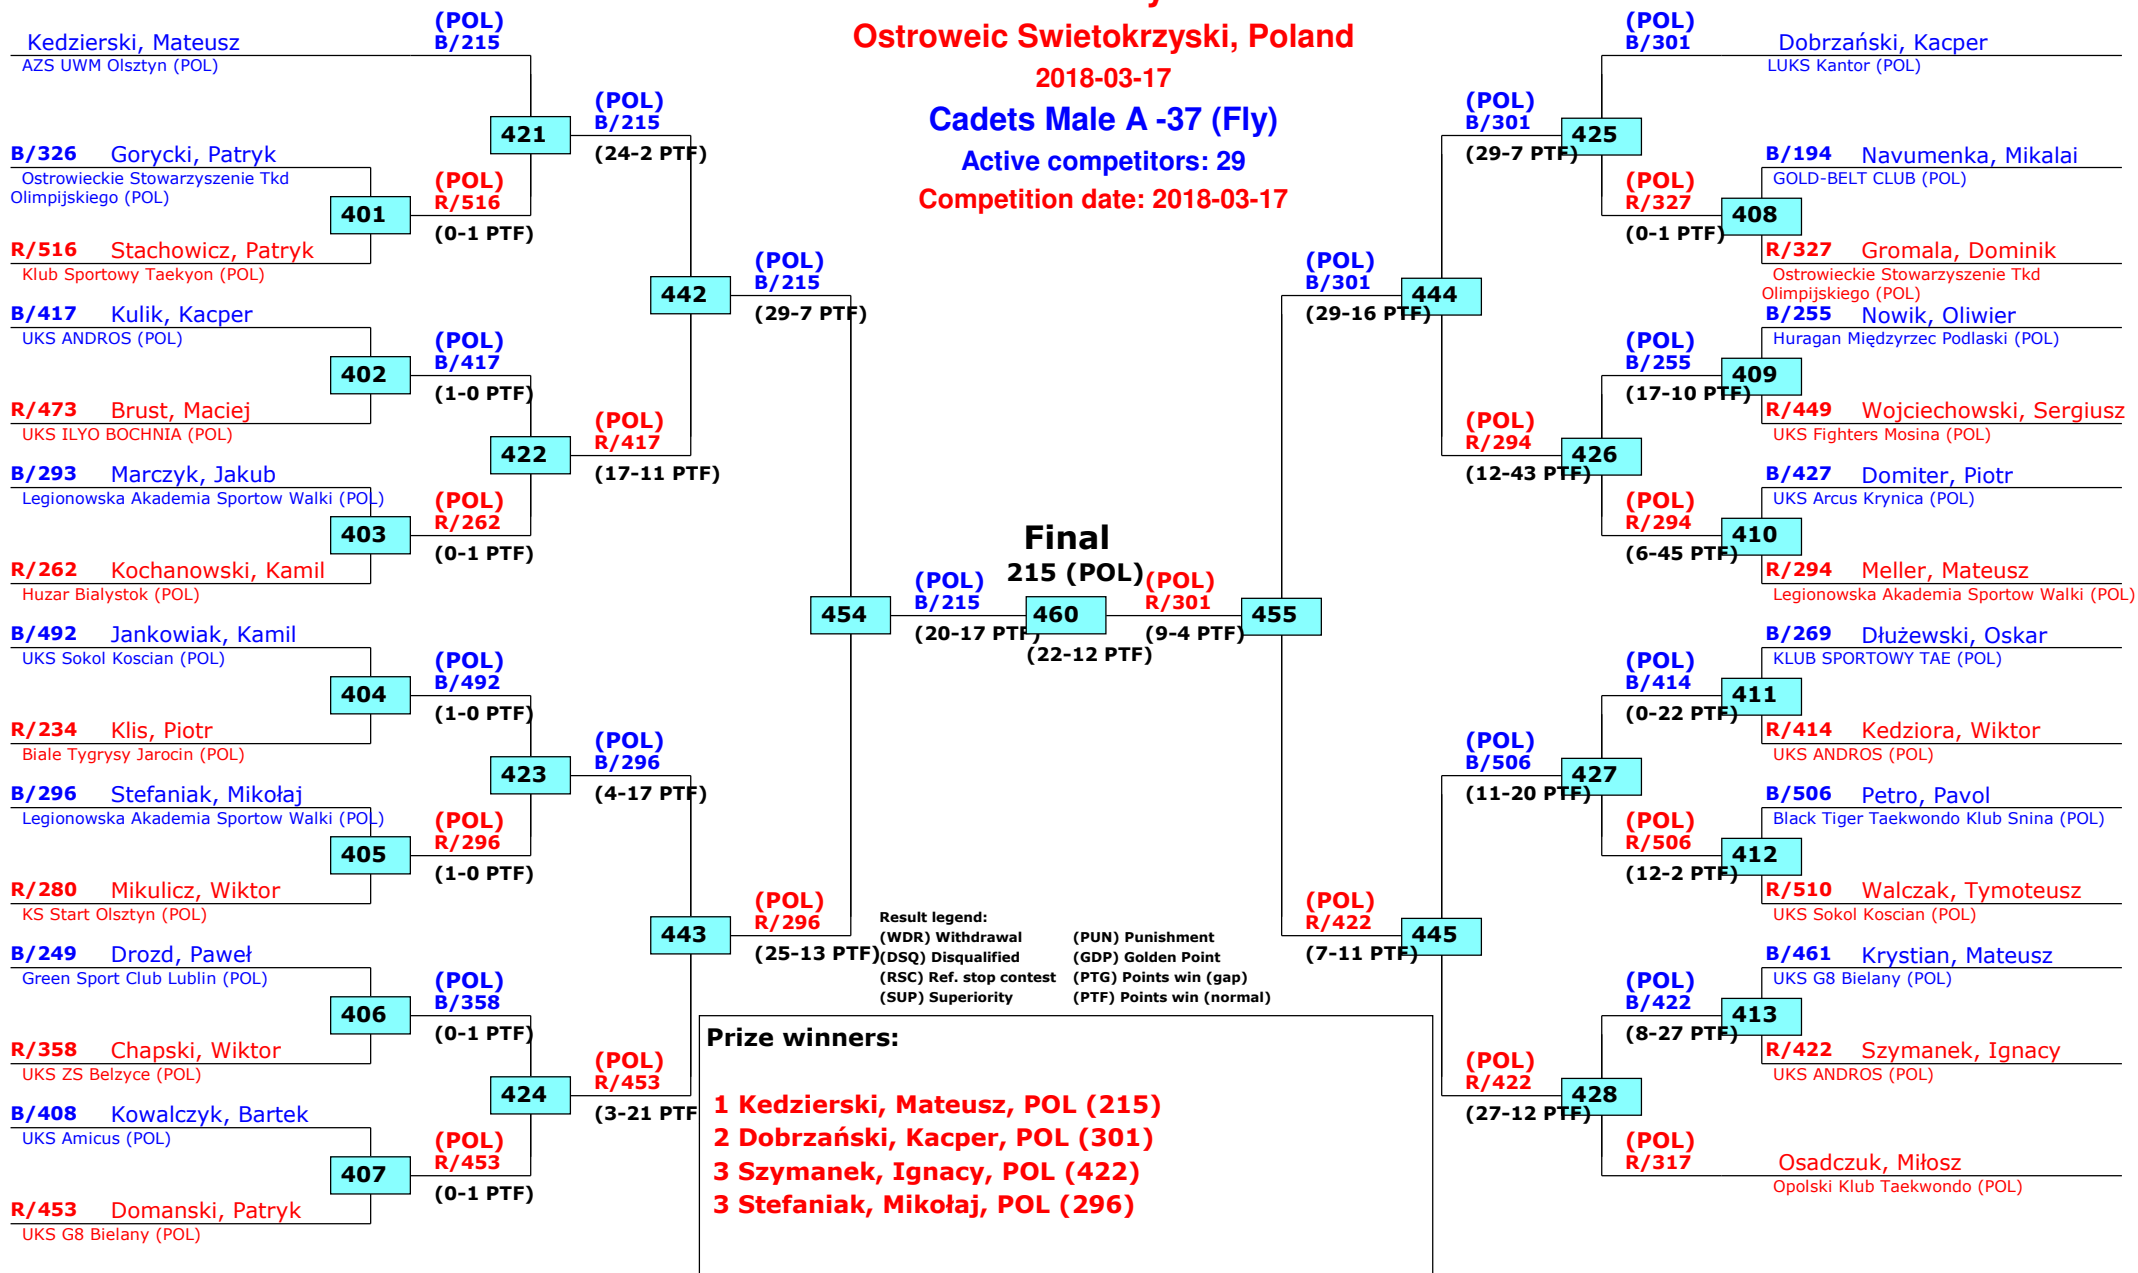 Ostroweic Swietokrzyski, Poland
2018-03-17
Cadets Male A -37 (Fly)
Active competitors: 29
Competition date: 2018-03-17
Kedzierski, Mateusz
AZS UWM Olsztyn (POL)
B/326 Gorycki, Patryk
Ostrowieckie Stowarzyszenie Tkd
Olimpijskiego (POL)
R/516 Stachowicz, Patryk
Klub Sportowy Taekyon (POL)
B/417 Kulik, Kacper
UKS ANDROS (POL)
R/473 Brust, Maciej
UKS ILYO BOCHNIA (POL)
B/293 Marczyk, Jakub
Legionowska Akademia Sportow Walki (POL)
R/262 Kochanowski, Kamil
Huzar Bialystok (POL)
B/492 Jankowiak, Kamil
UKS Sokol Koscian (POL)
R/234 Klis, Piotr
Biale Tygrysy Jarocin (POL)
B/296 Stefaniak, Mikołaj
Legionowska Akademia Sportow Walki (POL)
R/280 Mikulicz, Wiktor
KS Start Olsztyn (POL)
B/249 Drozd, Paweł
Green Sport Club Lublin (POL)
R/358 Chapski, Wiktor
UKS ZS Belzyce (POL)
B/408 Kowalczyk, Bartek
UKS Amicus (POL)
R/453 Domanski, Patryk
UKS G8 Bielany (POL)
401
402
403
404
405
406
407
(POL)
B/215
(POL)
R/516
(0-1 PTF)
(POL)
B/417
(1-0 PTF)
(POL)
R/262
(0-1 PTF)
(POL)
B/492
(1-0 PTF)
(POL)
R/296
(1-0 PTF)
(POL)
B/358
(0-1 PTF)
(POL)
R/453
(0-1 PTF)
421
422
423
424
(POL)
B/215
(24-2 PTF)
(POL)
R/417
(17-11 PTF)
(POL)
B/296
(4-17 PTF)
(POL)
R/453
(3-21 PTF
442
443
(POL)
B/215
(29-7 PTF)
(POL)
R/296
(25-13 PTF)
454
(POL)
B/215
(20-17 PTF)
Final
215 (POL)
460
(22-12 PTF)
(POL)
R/301
(9-4 PTF)
455
(POL)
B/301
(29-16 PTF)
(POL)
R/422
(7-11 PTF)
444
445
(POL)
B/301
(29-7 PTF)
(POL)
R/294
(12-43 PTF)
(POL)
B/506
(11-20 PTF)
(POL)
R/422
(27-12 PTF)
425
426
427
428
(POL)
B/301
(POL)
R/327
(0-1 PTF)
(POL)
B/255
(17-10 PTF)
(POL)
R/294
(6-45 PTF)
(POL)
B/414
(0-22 PTF)
(POL)
R/506
(12-2 PTF)
(POL)
B/422
(8-27 PTF)
(POL)
R/317
408
409
410
411
412
413
Dobrzański, Kacper
LUKS Kantor (POL)
B/194 Navumenka, Mikalai
GOLD-BELT CLUB (POL)
R/327 Gromala, Dominik
Ostrowieckie Stowarzyszenie Tkd
Olimpijskiego (POL)
B/255 Nowik, Oliwier
Huragan Międzyrzec Podlaski (POL)
R/449 Wojciechowski, Sergiusz
UKS Fighters Mosina (POL)
B/427 Domiter, Piotr
UKS Arcus Krynica (POL)
R/294 Meller, Mateusz
Legionowska Akademia Sportow Walki (POL)
B/269 Dłużewski, Oskar
KLUB SPORTOWY TAE (POL)
R/414 Kedziora, Wiktor
UKS ANDROS (POL)
B/506 Petro, Pavol
Black Tiger Taekwondo Klub Snina (POL)
R/510 Walczak, Tymoteusz
UKS Sokol Koscian (POL)
B/461 Krystian, Mateusz
UKS G8 Bielany (POL)
R/422 Szymanek, Ignacy
UKS ANDROS (POL)
Osadczuk, Miłosz
Opolski Klub Taekwondo (POL)
Result legend:
(WDR) Withdrawal (PUN) Punishment
(DSQ) Disqualified (GDP) Golden Point
(RSC) Ref. stop contest (PTG) Points win (gap)
(SUP) Superiority (PTF) Points win (normal)
Prize winners:
1 Kedzierski, Mateusz, POL (215)
2 Dobrzański, Kacper, POL (301)
3 Szymanek, Ignacy, POL (422)
3 Stefaniak, Mikołaj, POL (296)